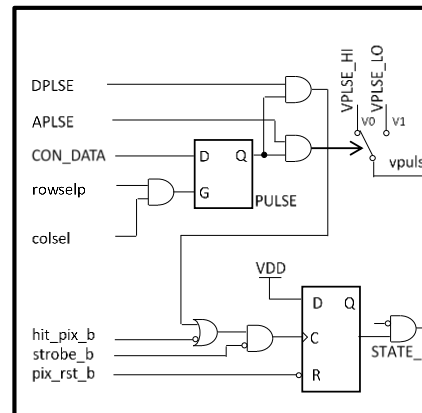 DPLSE
VPLSE_HI
VPLSE_LO
APLSE
V0
V1
CON_DATA
D
Q
vpuls
rowselp
G
PULSE
colsel
VDD
D
Q
hit_pix_b
C
strobe_b
STATE_
pix_rst_b
R